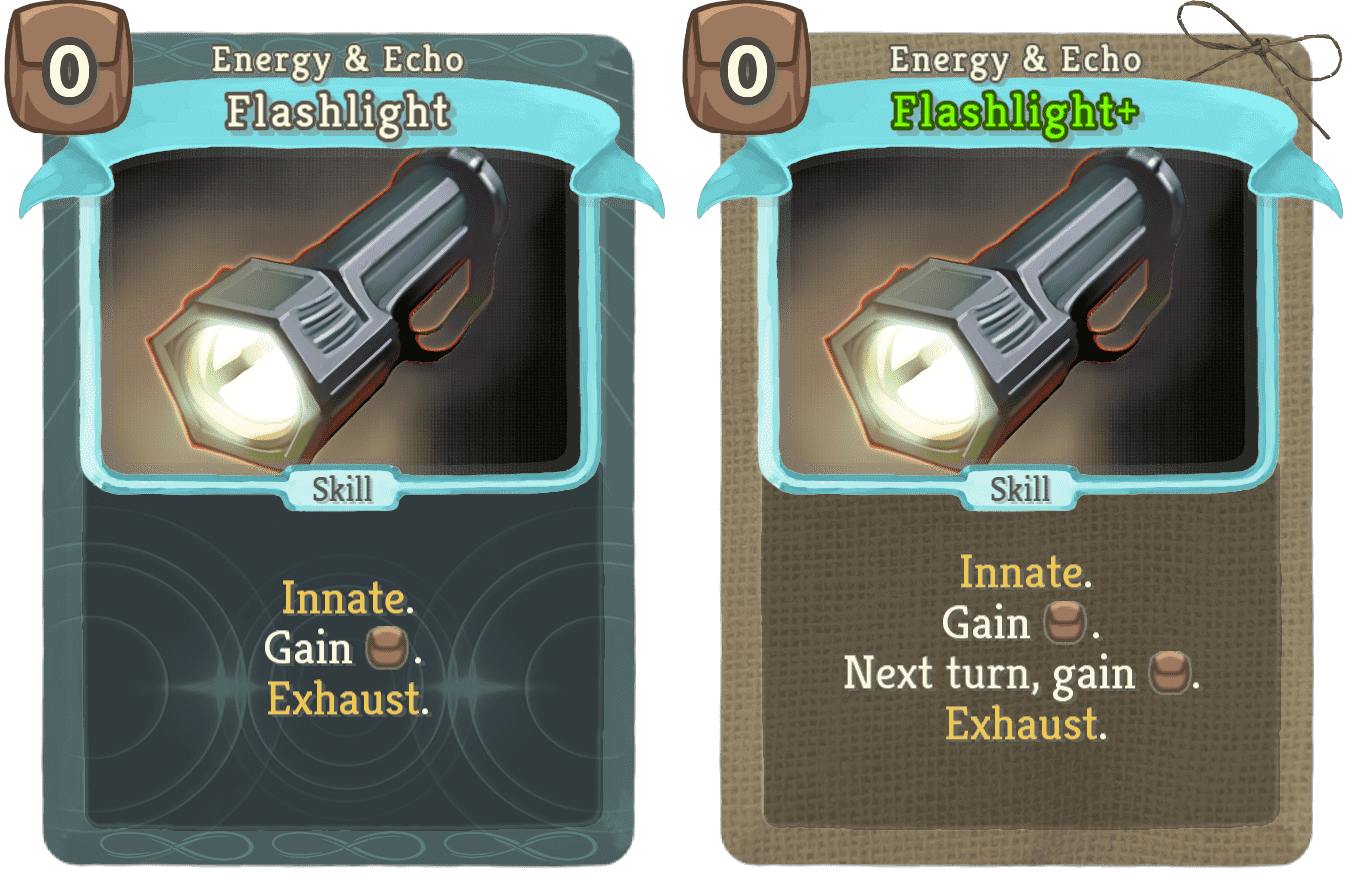 0
Energy & Echo
Flashlight
Skill
Innate.
Gain .
Exhaust.
0
Energy & Echo
Flashlight+
Skill
Innate.
Gain .
Next turn, gain .
Exhaust.